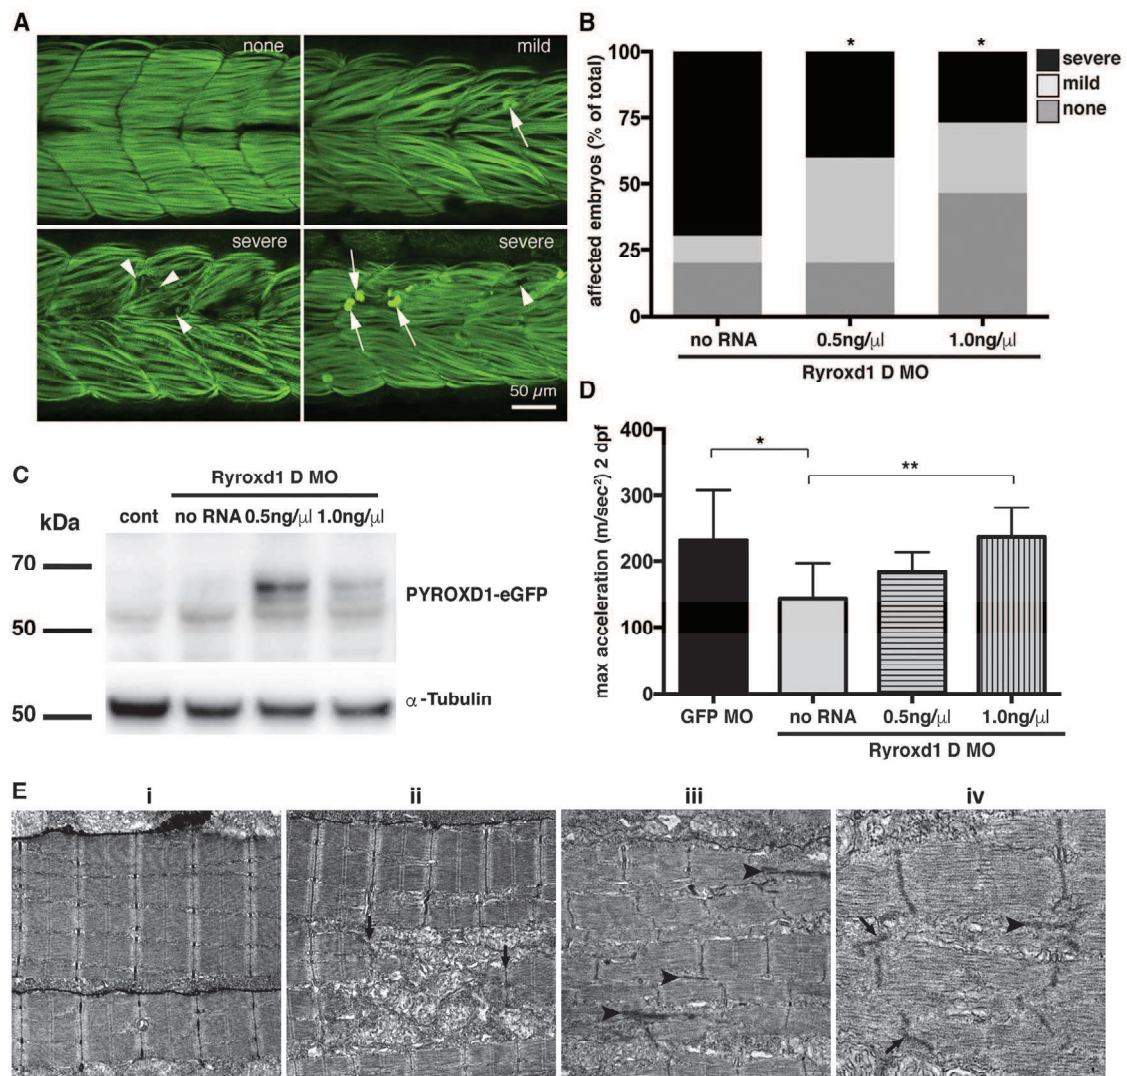 A
none
mild
severe
severe
50 µm
B
affected embryos (% of total)
100
75
50
25
0
* *
severe
mild
none
no RNA 0.5ng/µl 1.0ng/µl
Ryroxd1 D MO
C
Ryroxd1 D MO
kDa cont no RNA 0.5ng/µl 1.0ng/µl
70
50
PYROXD1-eGFP
50
α-Tubulin
D
max acceleration (m/sec²) 2 dpf
400
300
200
100
0
*
**
GFP MO no RNA 0.5ng/µl 1.0ng/µl
Ryroxd1 D MO
E
i ii iii iv